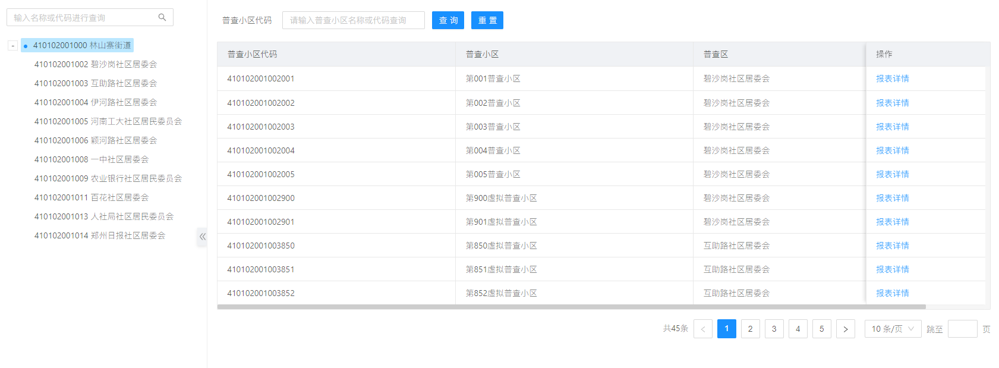 输入名称或代码进行查询
- 410102001000 林山寨街道
410102001002 碧沙岗社区居委会
410102001003 互助路社区居委会
410102001004 伊河路社区居委会
410102001005 河南工大社区居民委员会
410102001006 颖河路社区居委会
410102001008 一中社区居委会
410102001009 农业银行社区居民委员会
410102001011 百花社区居委会
410102001013 人社局社区居民委员会
410102001014 郑州日报社区居委会
普查小区代码 请输入普查小区名称或代码查询 查 询 重 置
普查小区代码 普查小区 普查区 操作
410102001002001 第001普查小区 碧沙岗社区居委会 报表详情
410102001002002 第002普查小区 碧沙岗社区居委会 报表详情
410102001002003 第003普查小区 碧沙岗社区居委会 报表详情
410102001002004 第004普查小区 碧沙岗社区居委会 报表详情
410102001002005 第005普查小区 碧沙岗社区居委会 报表详情
410102001002900 第900虚拟普查小区 碧沙岗社区居委会 报表详情
410102001002901 第901虚拟普查小区 碧沙岗社区居委会 报表详情
410102001003850 第850虚拟普查小区 互助路社区居委会 报表详情
410102001003851 第851虚拟普查小区 互助路社区居委会 报表详情
410102001003852 第852虚拟普查小区 互助路社区居委会 报表详情
共45条 < 1 2 3 4 5 > 10 条/页 跳至 页